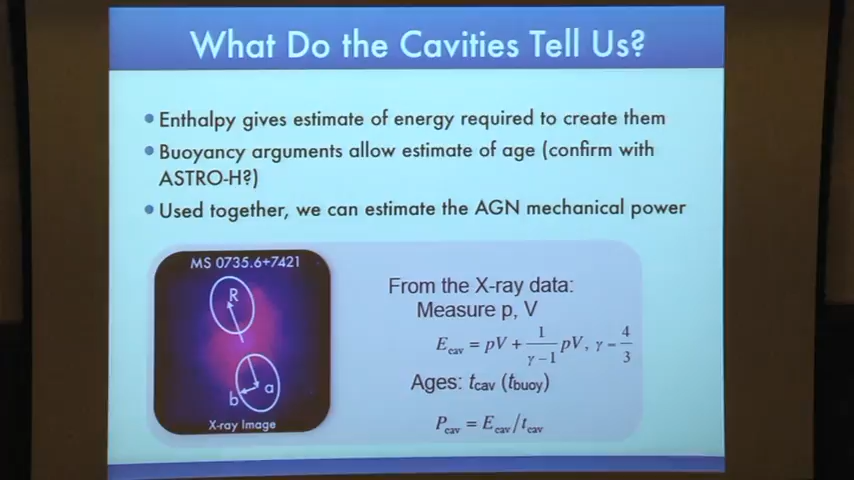 What Do the Cavities Tell Us?
• Enthalpy gives estimate of energy required to create them
• Buoyancy arguments allow estimate of age (confirm with
ASTRO-H?)
• Used together, we can estimate the AGN mechanical power
MS 0735.6+7421
R
a
b
X-ray Image
From the X-ray data:
Measure p, V
E_cav = pV + 1/(γ−1) pV, γ = 4/3
Ages: t_cav (t_buoy)
P_cav = E_cav/t_cav